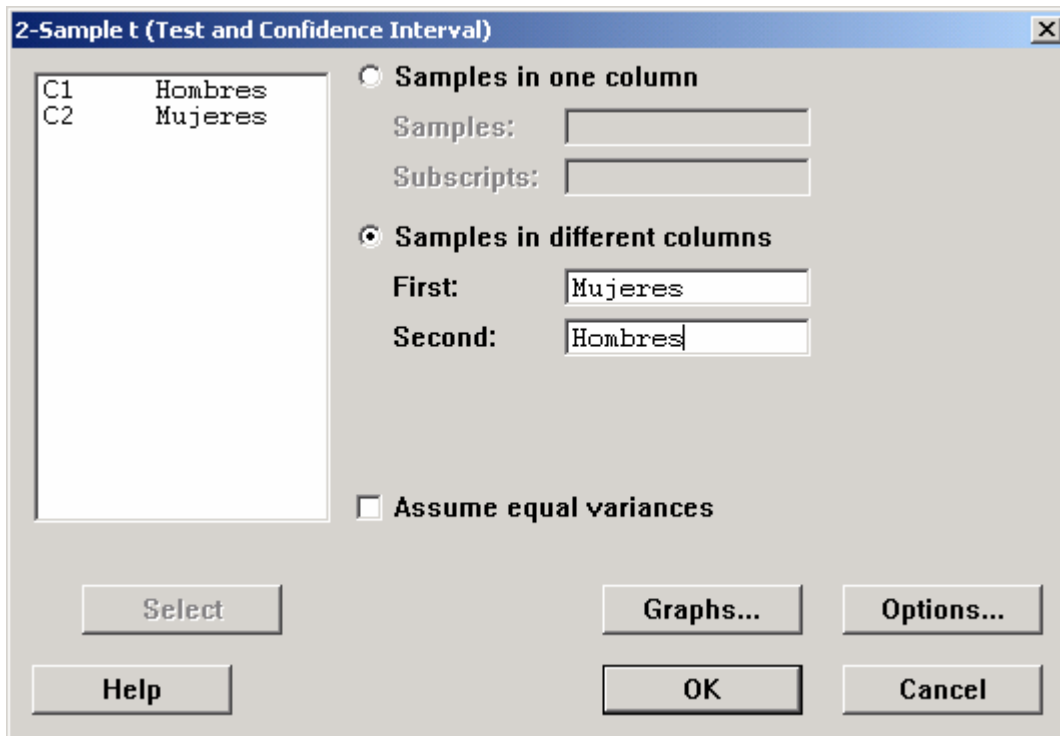 2-Sample t (Test and Confidence Interval)
C1 Hombres
C2 Mujeres
Samples in one column
Samples:
Subscripts:
Samples in different columns
First: Mujeres
Second: Hombres
Assume equal variances
Select
Graphs...
Options...
Help
OK
Cancel